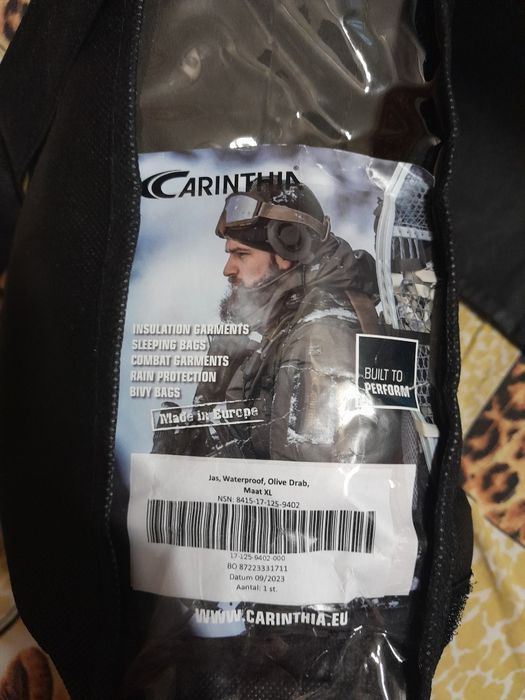 CARINTHIA
INSULATION GARMENTS
SLEEPING BAGS
COMBAT GARMENTS
RAIN PROTECTION
BIVY BAGS
Made in Europe
BUILT TO
PERFORM
Jas, Waterproof, Olive Drab,
Maat XL
NSN: 8415-17-125-9402
17-125-9402-000
BO 87223331711
Datum 09/2023
Aantal: 1 st.
WWW.CARINTHIA.EU